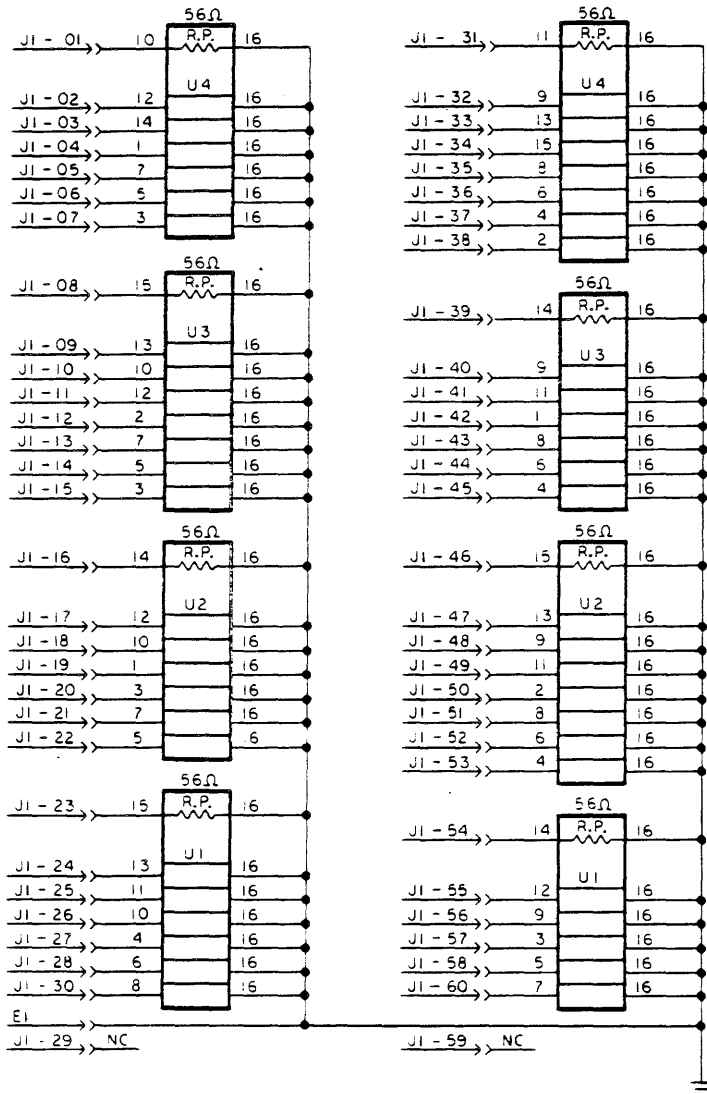 56Ω
J1-01 10 R.P. 16
U4
J1-02 12 16
J1-03 14 16
J1-04 1 16
J1-05 7 16
J1-06 5 16
J1-07 3 16
56Ω
J1-08 15 R.P. 16
U3
J1-09 13 16
J1-10 10 16
J1-11 12 16
J1-12 2 16
J1-13 7 16
J1-14 5 16
J1-15 3 16
56Ω
J1-16 14 R.P. 16
U2
J1-17 12 16
J1-18 10 16
J1-19 1 16
J1-20 3 16
J1-21 7 16
J1-22 5 16
56Ω
J1-23 15 R.P. 16
U1
J1-24 13 16
J1-25 11 16
J1-26 10 16
J1-27 4 16
J1-28 6 16
J1-30 8 16
E1
J1-29 NC
56Ω
J1-31 11 R.P. 16
U4
J1-32 9 16
J1-33 13 16
J1-34 15 16
J1-35 8 16
J1-36 6 16
J1-37 4 16
J1-38 2 16
56Ω
J1-39 14 R.P. 16
U3
J1-40 9 16
J1-41 11 16
J1-42 1 16
J1-43 8 16
J1-44 6 16
J1-45 4 16
56Ω
J1-46 15 R.P. 16
U2
J1-47 13 16
J1-48 9 16
J1-49 11 16
J1-50 2 16
J1-51 8 16
J1-52 6 16
J1-53 4 16
56Ω
J1-54 14 R.P. 16
U1
J1-55 12 16
J1-56 9 16
J1-57 3 16
J1-58 5 16
J1-60 7 16
J1-59 NC